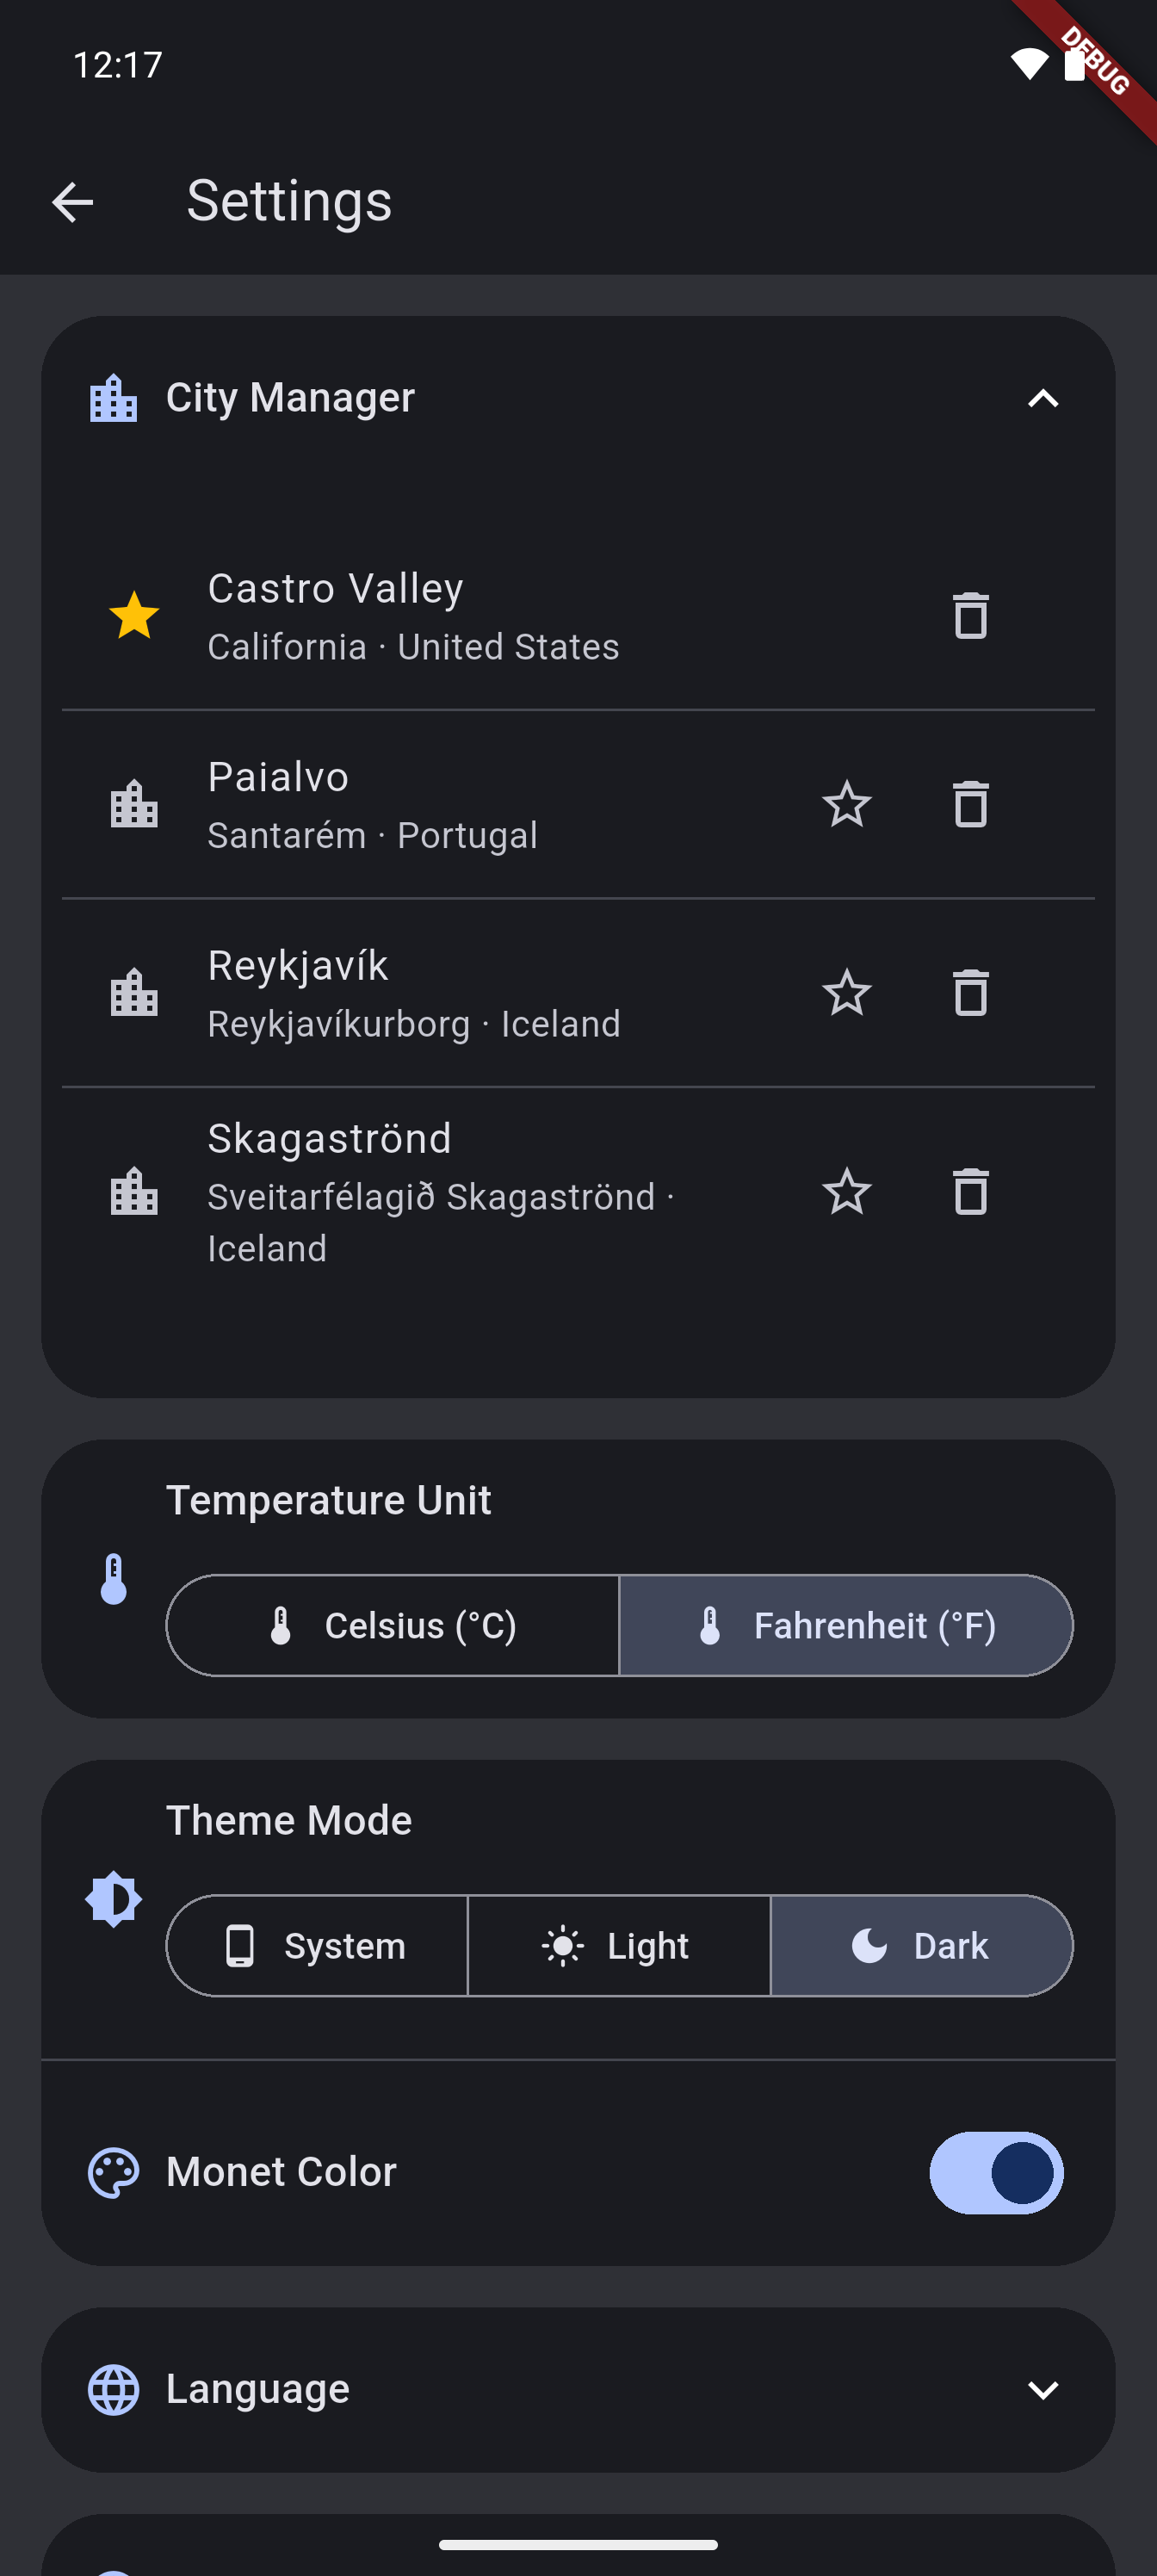 12:17
DEBUG
Settings
City Manager
Castro Valley
California · United States
Paialvo
Santarém · Portugal
Reykjavík
Reykjavíkurborg · Iceland
Skagaströnd
Sveitarfélagið Skagaströnd ·
Iceland
Temperature Unit
Celsius (°C)
Fahrenheit (°F)
Theme Mode
System
Light
Dark
Monet Color
Language